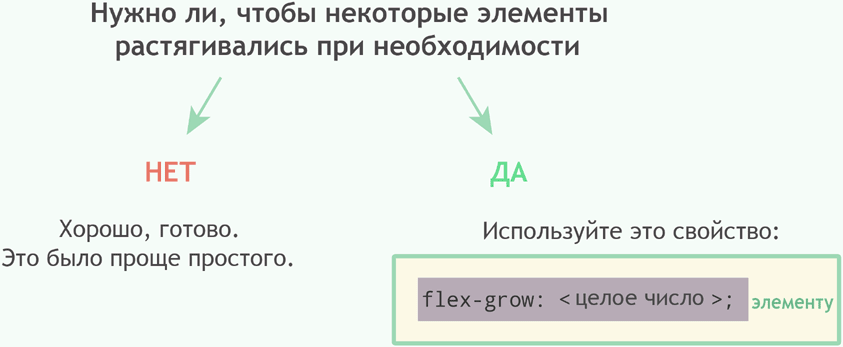 Нужно ли, чтобы некоторые элементы
растягивались при необходимости
НЕТ
ДА
Хорошо, готово.
Это было проще простого.
Используйте это свойство:
flex-grow: <целое число>; элементу